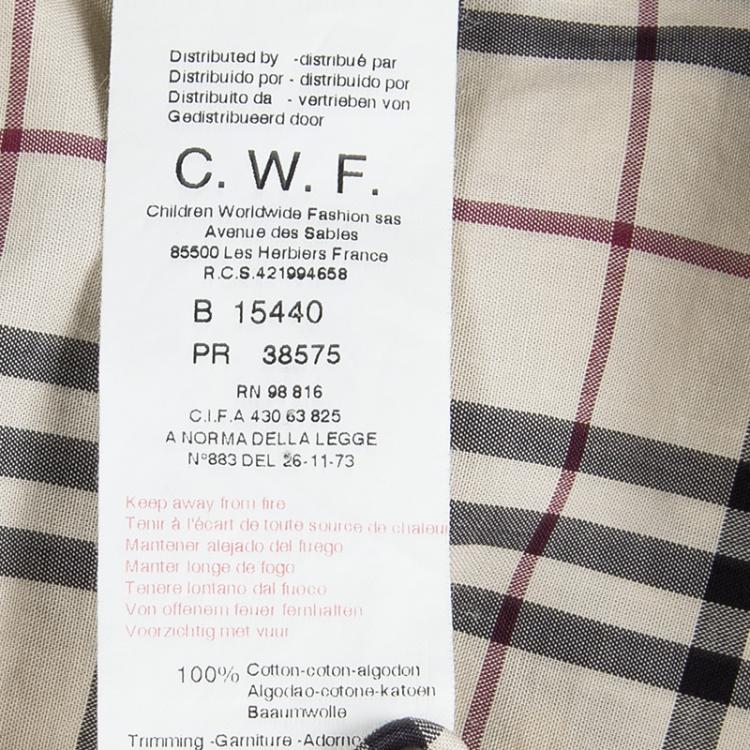 Distributed by -distribué par
Distribuido por - distribuido por
Distribuito da - vertrieben von
Gedistribueerd door
C. W. F.
Children Worldwide Fashion sas
Avenue des Sables
85500 Les Herbiers France
R.C.S.421994658
B 15440
PR 38575
RN 98 816
C.I.F.A 430 63 825
A NORMA DELLA LEGGE
N°883 DEL 26-11-73
Keep away from fire
Tenir à l'écart de toute source de chaleur
Mantener alejado del fuego
Manter longe de fogo
Tenere lontano dal fuoco
Von offenem feuer fernhalten
Voorzichtig met vuur
100% Cotton-coton-algodon
Algodao-cotone-katoen
Baaumwolle
Trimming -Garniture -Adorno